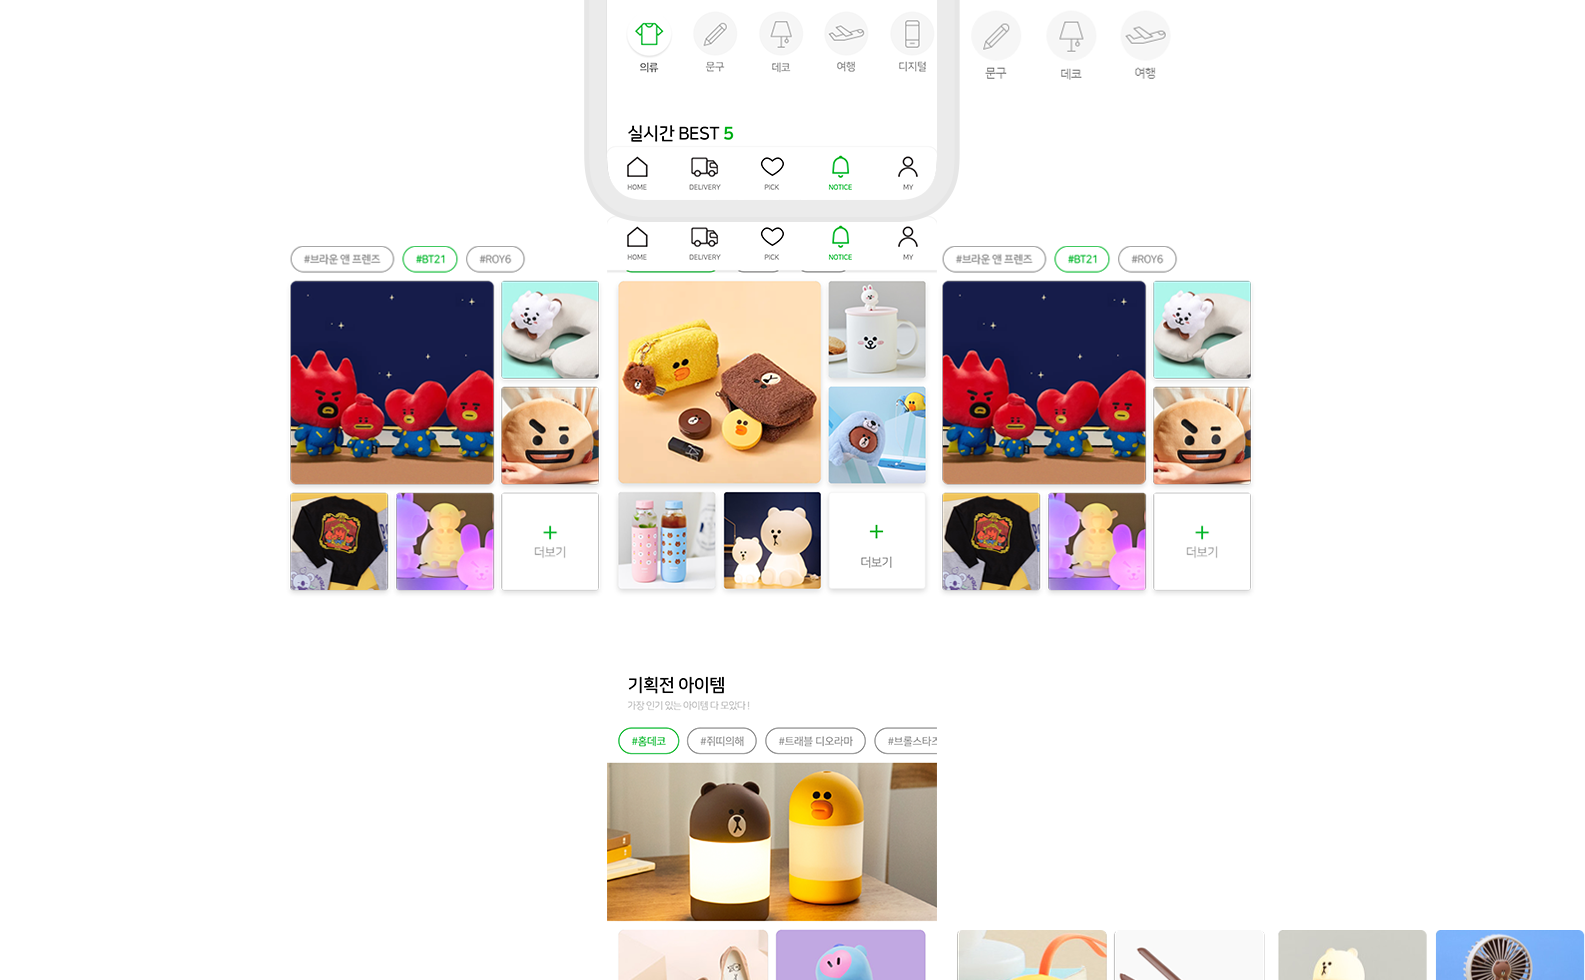 의류 문구 데코 여행 디지털 문구 데코 여행
실시간 BEST 5
HOME DELIVERY PICK NOTICE MY
HOME DELIVERY PICK NOTICE MY
#브라운 앤 프렌즈 #BT21 #ROY6
#브라운 앤 프렌즈 #BT21 #ROY6
더보기
더보기
더보기
기획전 아이템
가장 인기 있는 아이템 다 모았다!
#홈데코 #쥐띠의해 #트래블 디오라마 #브롤스타즈